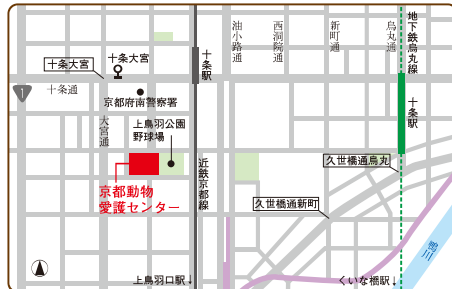 十条大宮
十条大宮
十条通
1
京都府南警察署
大宮通
上鳥羽公園
野球場
京都動物
愛護センター
十条駅
近鉄京都線
油小路通
西洞院通
新町通
烏丸通
地下鉄烏丸線
十条駅
久世橋通烏丸
久世橋通新町
鴨川
上鳥羽口駅↓
くいな橋駅↓